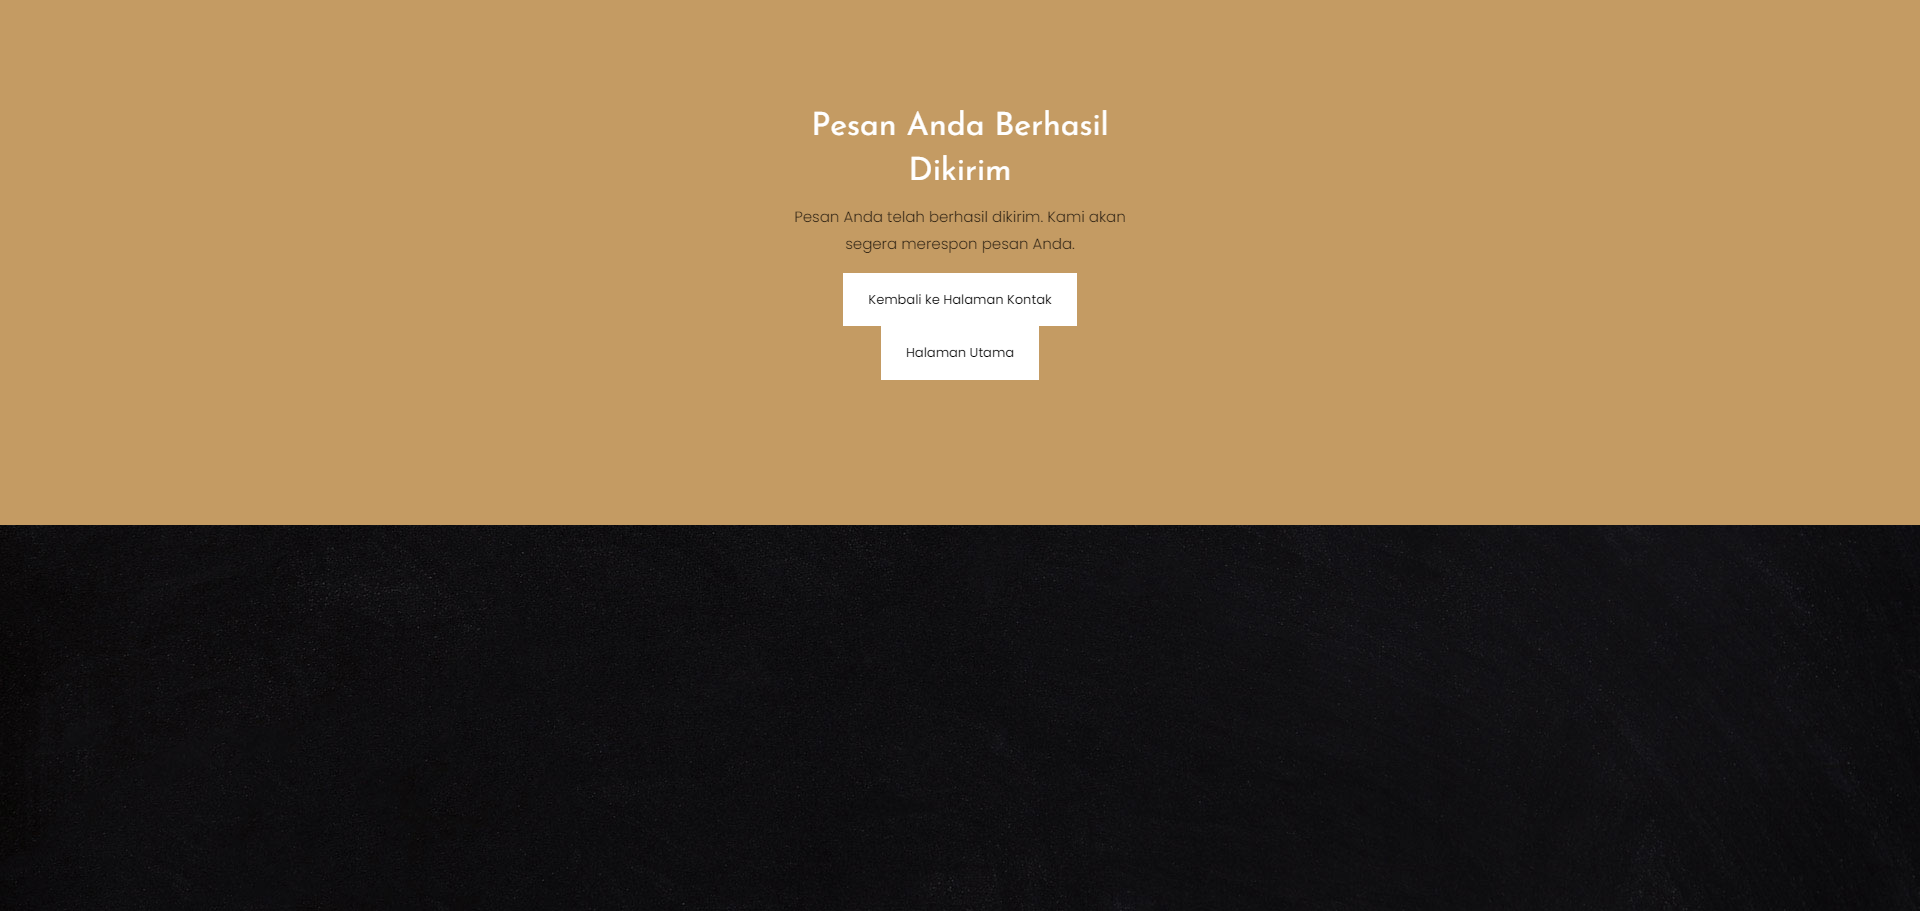 Pesan Anda Berhasil
Dikirim
Pesan Anda telah berhasil dikirim. Kami akan
segera merespon pesan Anda.
Kembali ke Halaman Kontak
Halaman Utama